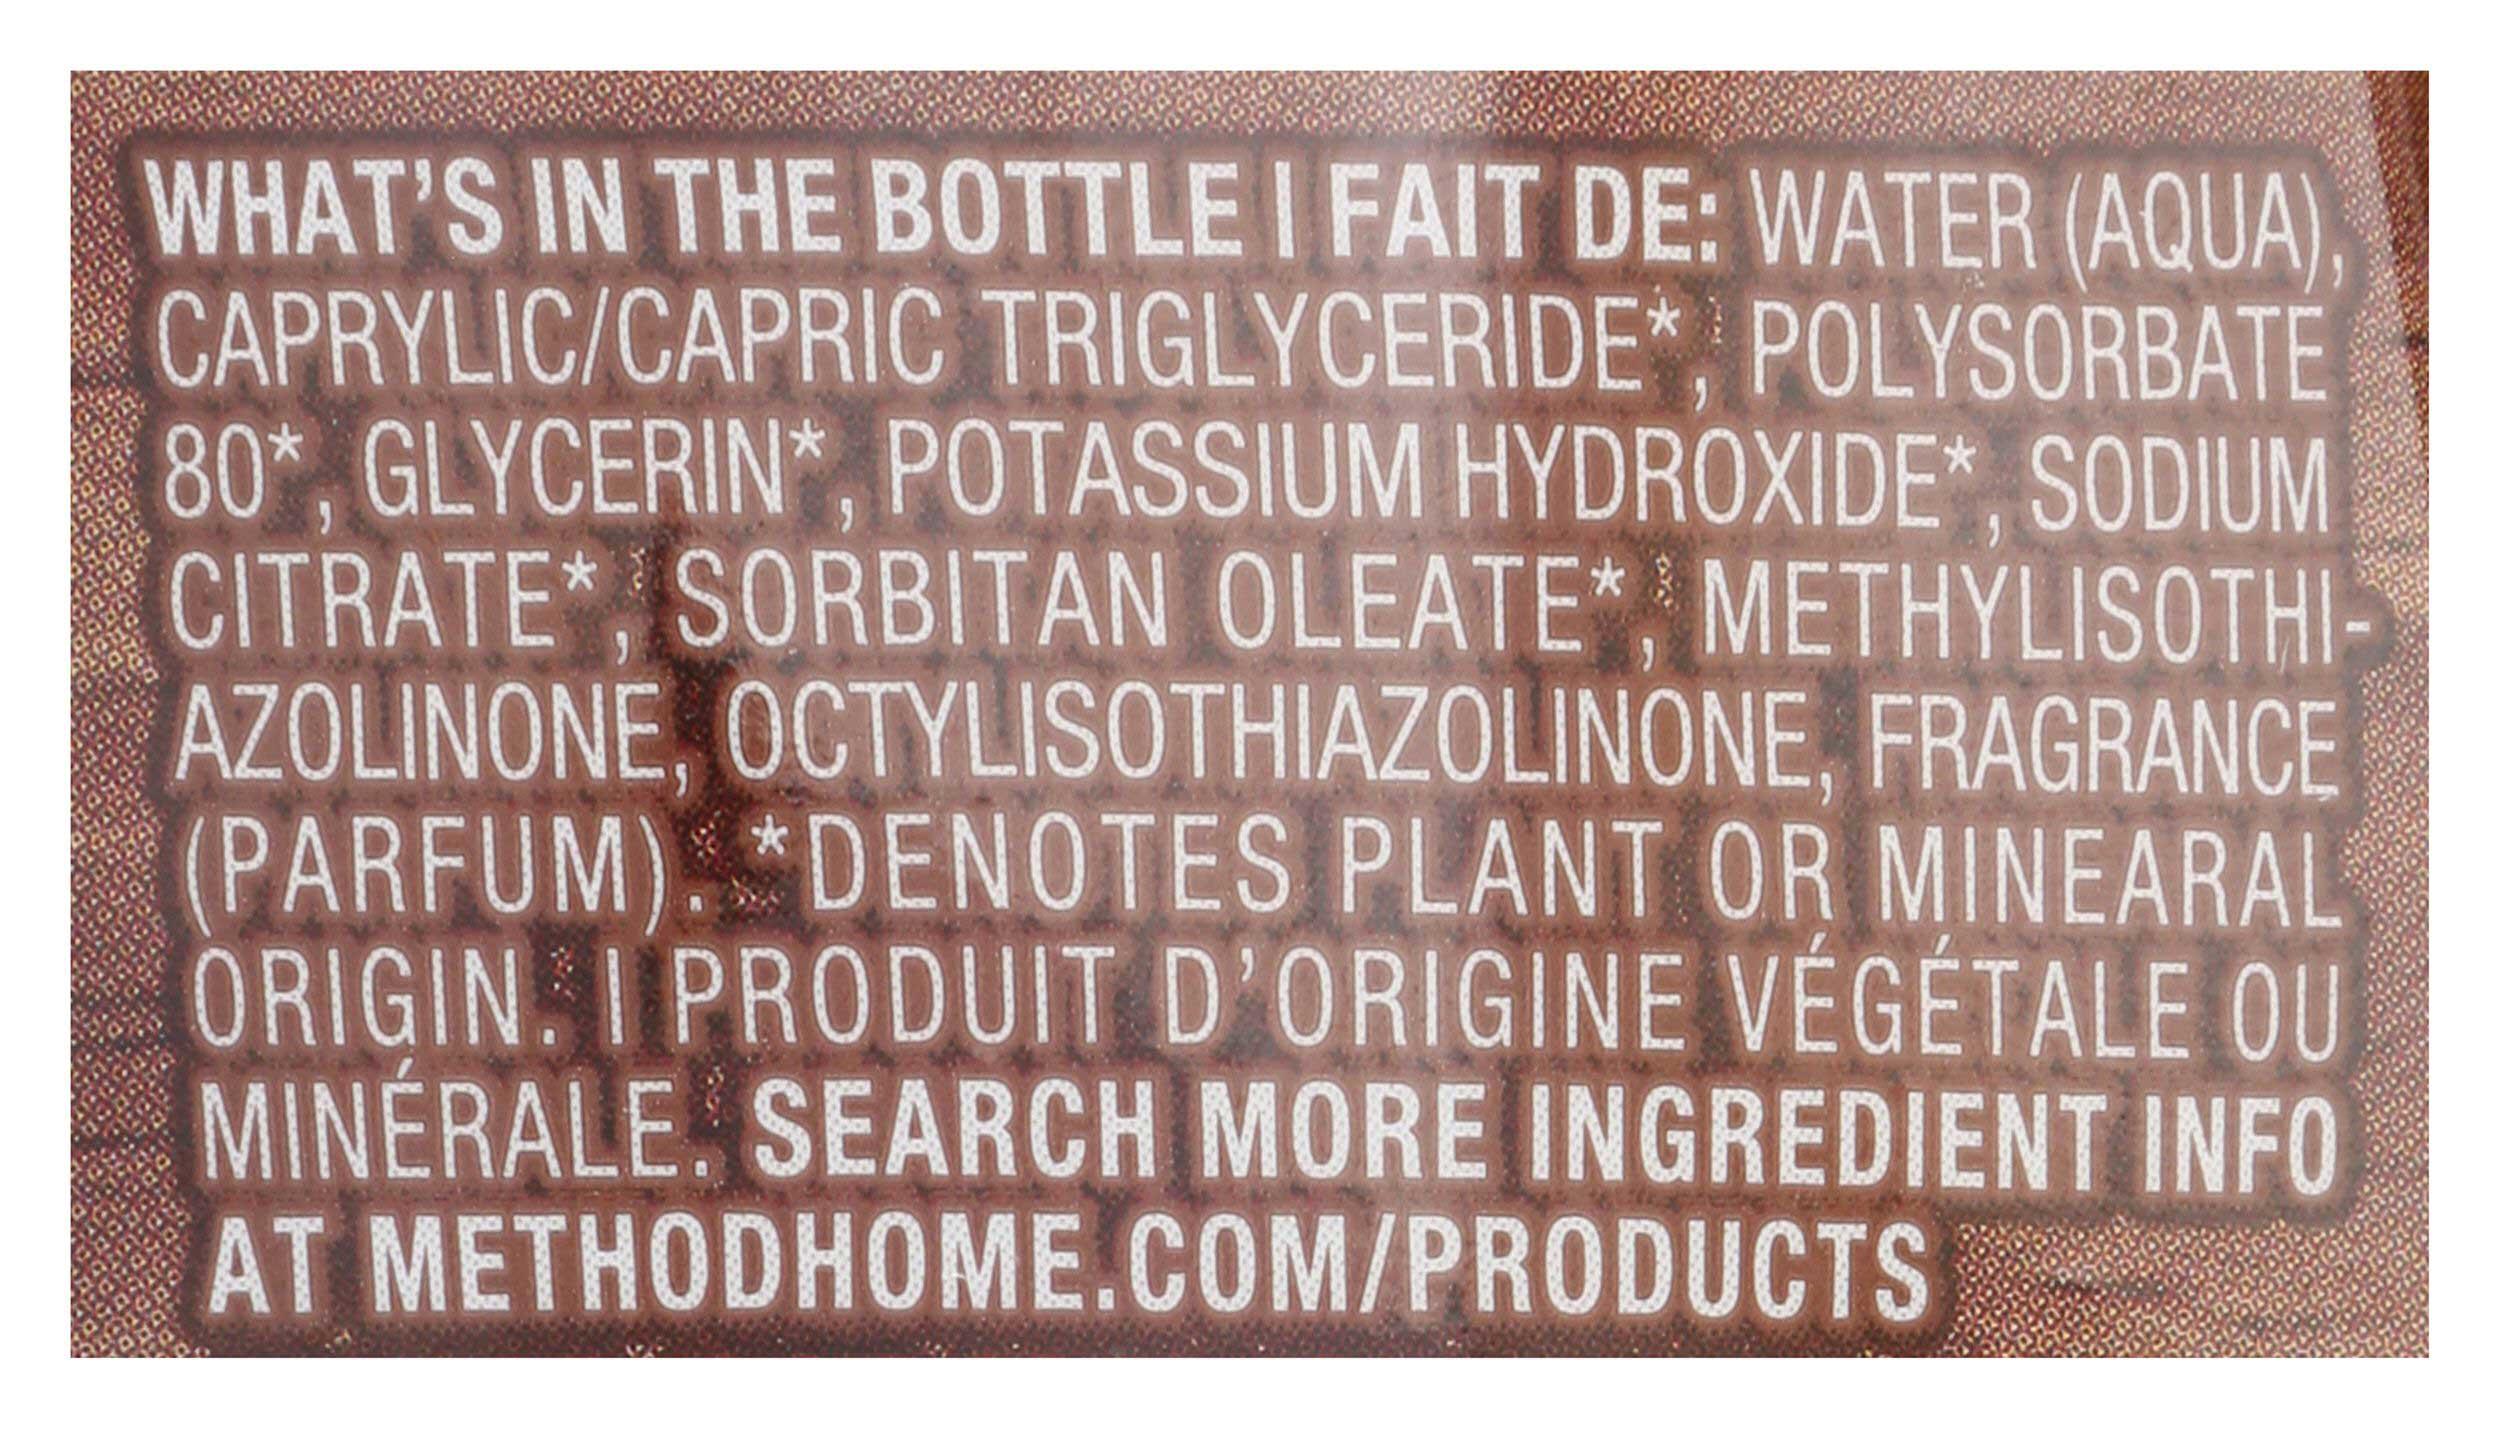 WHAT'S IN THE BOTTLE | FAIT DE: WATER (AQUA),
CAPRYLIC/CAPRIC TRIGLYCERIDE*, POLYSORBATE
80*, GLYCERIN*, POTASSIUM HYDROXIDE*, SODIUM
CITRATE*, SORBITAN OLEATE*, METHYLISOTHI-
AZOLINONE, OCTYLISOTHIAZOLINONE, FRAGRANCE
(PARFUM). *DENOTES PLANT OR MINEARAL
ORIGIN. | PRODUIT D'ORIGINE VÉGÉTALE OU
MINÉRALE. SEARCH MORE INGREDIENT INFO
AT METHODHOME.COM/PRODUCTS